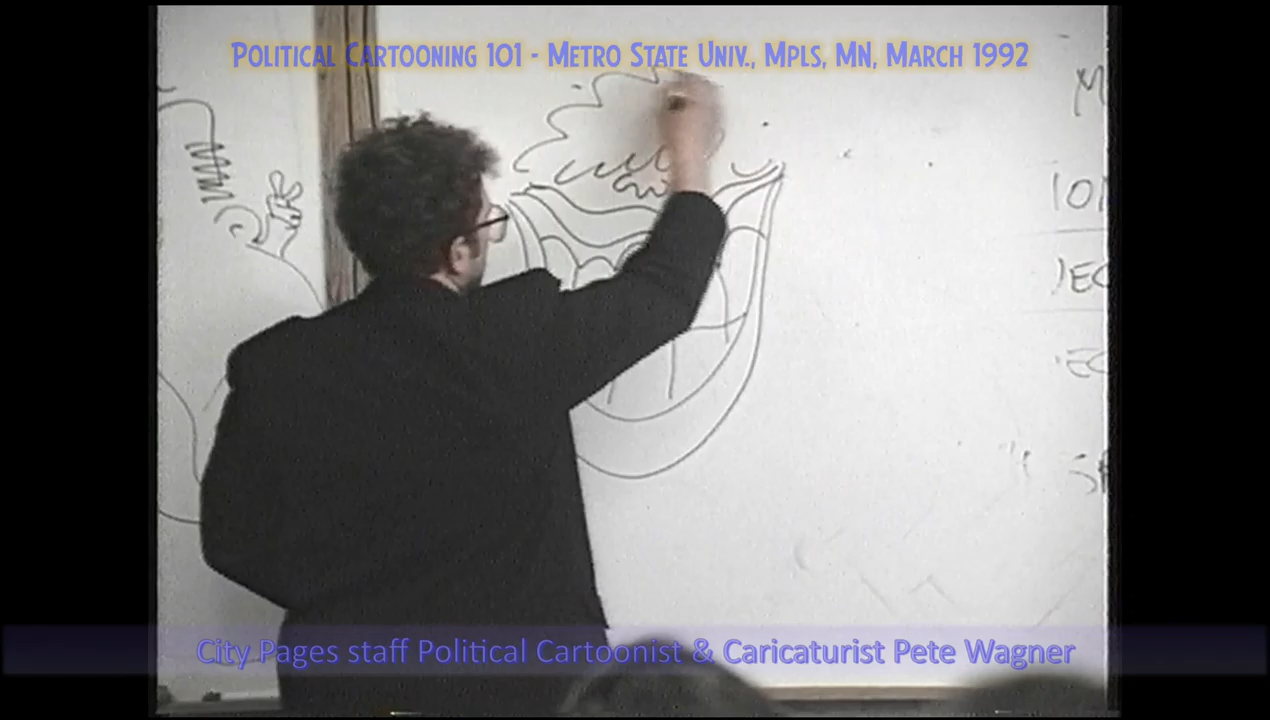 Political Cartooning 101 - Metro State Univ., Mpls, MN, March 1992
City Pages staff Political Cartoonist & Caricaturist Pete Wagner